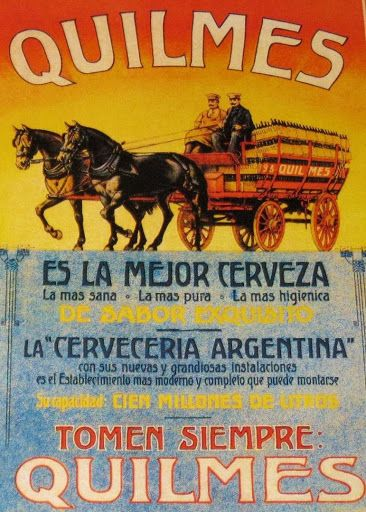 QUILMES
QUILMES
ES LA MEJOR CERVEZA
La mas sana • La mas pura • La mas higienica
DE SABOR EXQUISITO
LA "CERVECERIA ARGENTINA"
con sus nuevas y grandiosas instalaciones
es el Establecimiento mas moderno y completo que puede montarse
Su capacidad: CIEN MILLONES DE LITROS
TOMEN SIEMPRE:
QUILMES